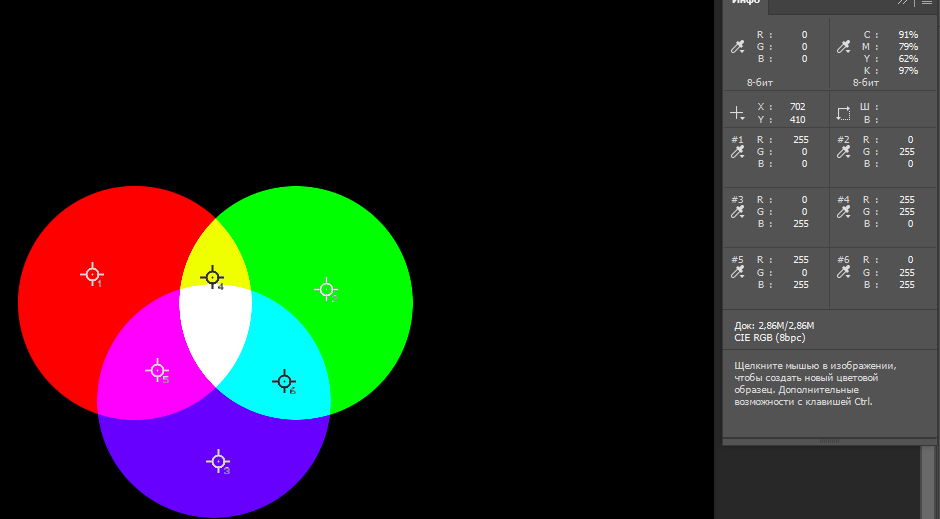 Инфо
R : 0 C : 91%
G : 0 M : 79%
B : 0 Y : 62%
K : 97%
8-бит 8-бит
X : 702 Ш :
Y : 410 В :
#1 R : 255 #2 R : 0
G : 0 G : 255
B : 0 B : 0
#3 R : 0 #4 R : 255
G : 0 G : 255
B : 255 B : 0
#5 R : 255 #6 R : 0
G : 0 G : 255
B : 255 B : 255
Док: 2,86M/2,86M
CIE RGB (8bpc)
Щелкните мышью в изображении,
чтобы создать новый цветовой
образец. Дополнительные
возможности с клавишей Ctrl.
1
4
2
5
6
3